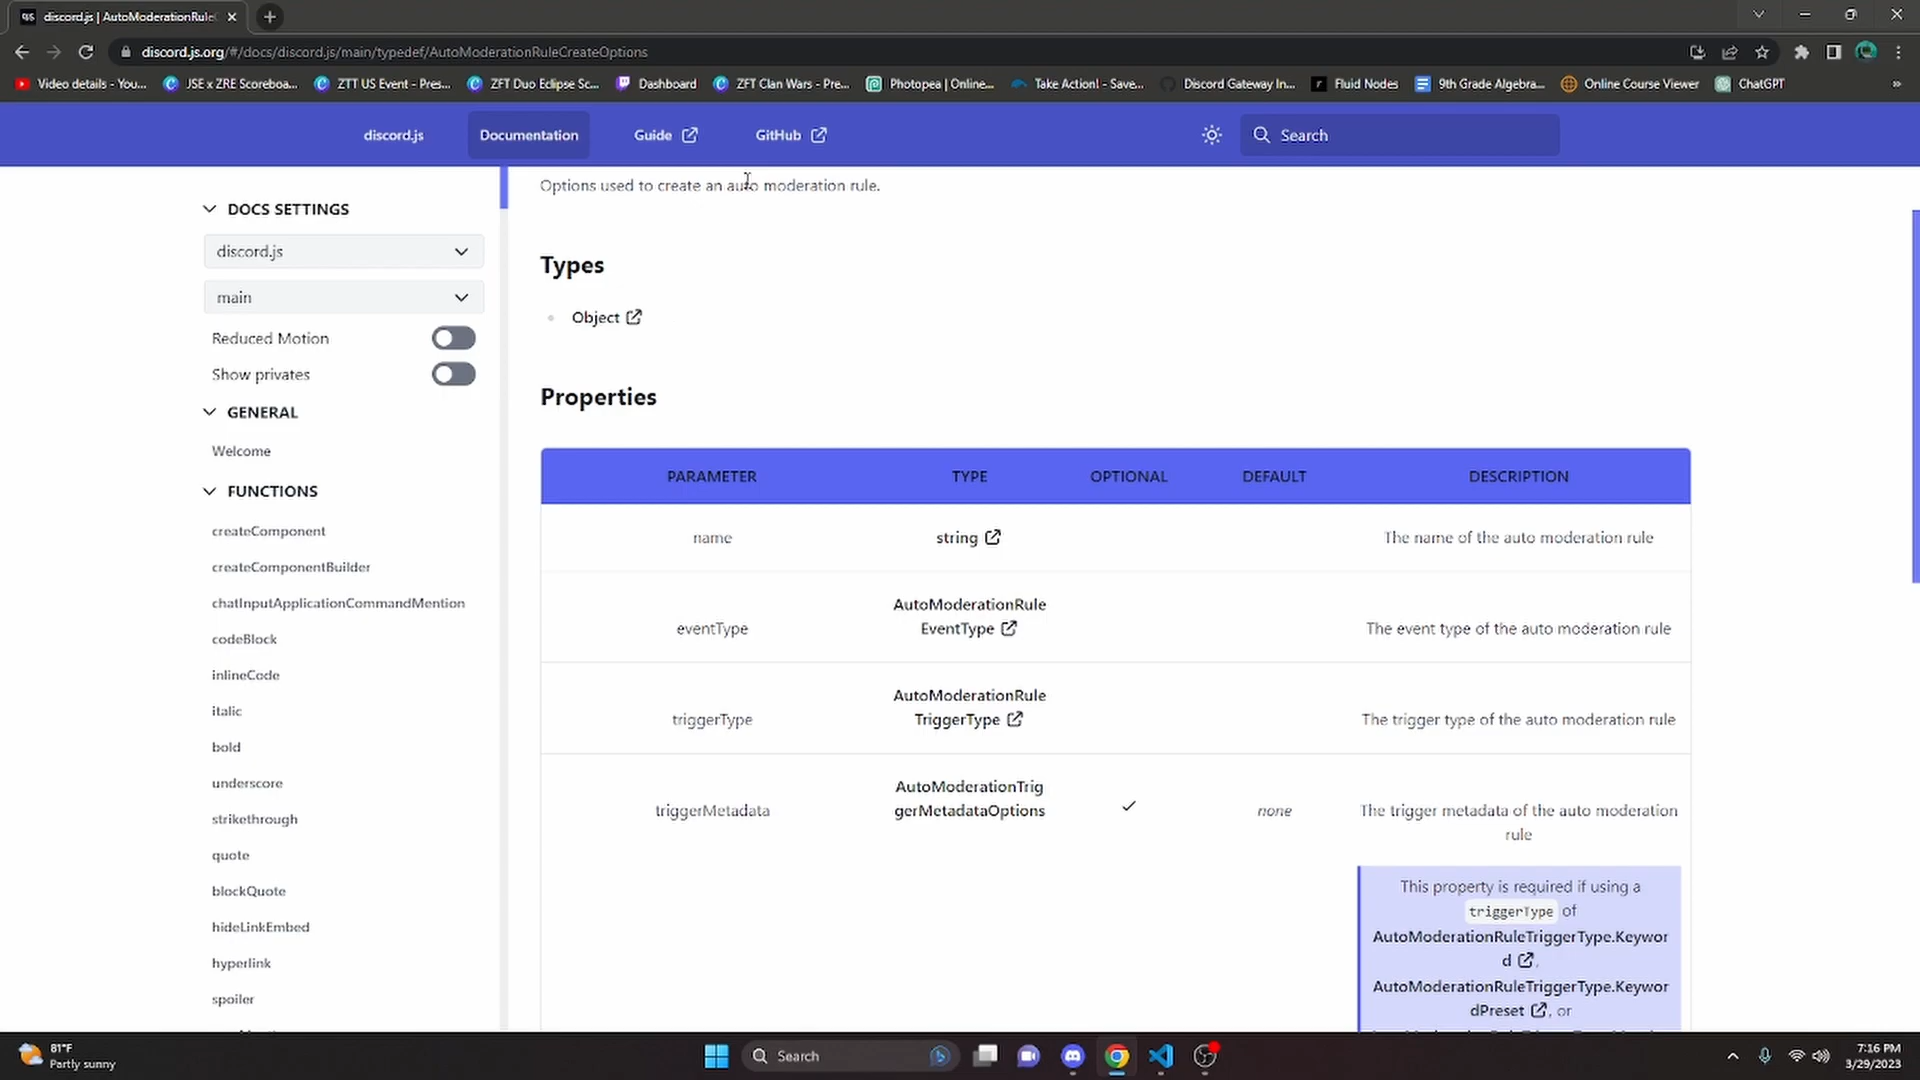 discord.js | AutoModerationRuleC
discord.js.org/#/docs/discord.js/main/typedef/AutoModerationRuleCreateOptions
Video details - You...
JSE x ZRE Scoreboa...
ZTT US Event - Pres...
ZFT Duo Eclipse Sc...
Dashboard
ZFT Clan Wars - Pre...
Photopea | Online...
Take Action! - Save...
Discord Gateway In...
Fluid Nodes
9th Grade Algebra...
Online Course Viewer
ChatGPT
»
discord.js
Documentation
Guide
GitHub
Search
DOCS SETTINGS
discord.js
main
Reduced Motion
Show privates
GENERAL
Welcome
FUNCTIONS
createComponent
createComponentBuilder
chatInputApplicationCommandMention
codeBlock
inlineCode
italic
bold
underscore
strikethrough
quote
blockQuote
hideLinkEmbed
hyperlink
spoiler
Options used to create an auto moderation rule.
Types
Object
Properties
PARAMETER TYPE OPTIONAL DEFAULT DESCRIPTION
name string The name of the auto moderation rule
AutoModerationRule
eventType EventType The event type of the auto moderation rule
AutoModerationRule
triggerType TriggerType The trigger type of the auto moderation rule
AutoModerationTrig
triggerMetadata gerMetadataOptions none The trigger metadata of the auto moderation
rule
This property is required if using a
triggerType of
AutoModerationRuleTriggerType.Keywor
d ,
AutoModerationRuleTriggerType.Keywor
dPreset , or
81°F
Partly sunny
Search
7:16 PM
3/29/2023